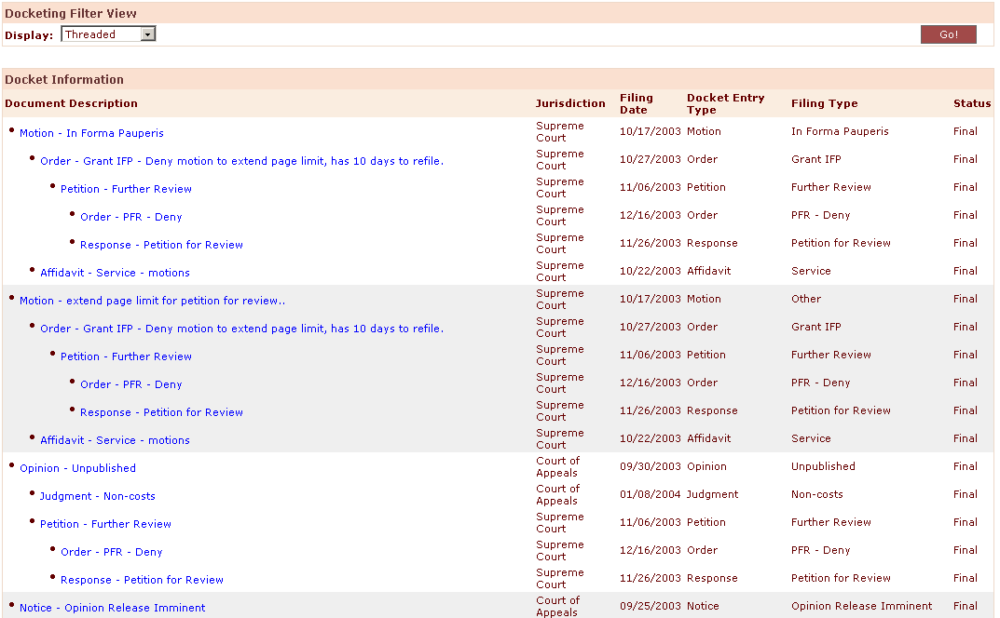 Docketing Filter View
Display: Threaded Go!
Docket Information
Document Description Jurisdiction Filing Date Docket Entry Type Filing Type Status
Motion - In Forma Pauperis Supreme Court 10/17/2003 Motion In Forma Pauperis Final
Order - Grant IFP - Deny motion to extend page limit, has 10 days to refile. Supreme Court 10/27/2003 Order Grant IFP Final
Petition - Further Review Supreme Court 11/06/2003 Petition Further Review Final
Order - PFR - Deny Supreme Court 12/16/2003 Order PFR - Deny Final
Response - Petition for Review Supreme Court 11/26/2003 Response Petition for Review Final
Affidavit - Service - motions Supreme Court 10/22/2003 Affidavit Service Final
Motion - extend page limit for petition for review.. Supreme Court 10/17/2003 Motion Other Final
Order - Grant IFP - Deny motion to extend page limit, has 10 days to refile. Supreme Court 10/27/2003 Order Grant IFP Final
Petition - Further Review Supreme Court 11/06/2003 Petition Further Review Final
Order - PFR - Deny Supreme Court 12/16/2003 Order PFR - Deny Final
Response - Petition for Review Supreme Court 11/26/2003 Response Petition for Review Final
Affidavit - Service - motions Supreme Court 10/22/2003 Affidavit Service Final
Opinion - Unpublished Court of Appeals 09/30/2003 Opinion Unpublished Final
Judgment - Non-costs Court of Appeals 01/08/2004 Judgment Non-costs Final
Petition - Further Review Supreme Court 11/06/2003 Petition Further Review Final
Order - PFR - Deny Supreme Court 12/16/2003 Order PFR - Deny Final
Response - Petition for Review Supreme Court 11/26/2003 Response Petition for Review Final
Notice - Opinion Release Imminent Court of Appeals 09/25/2003 Notice Opinion Release Imminent Final